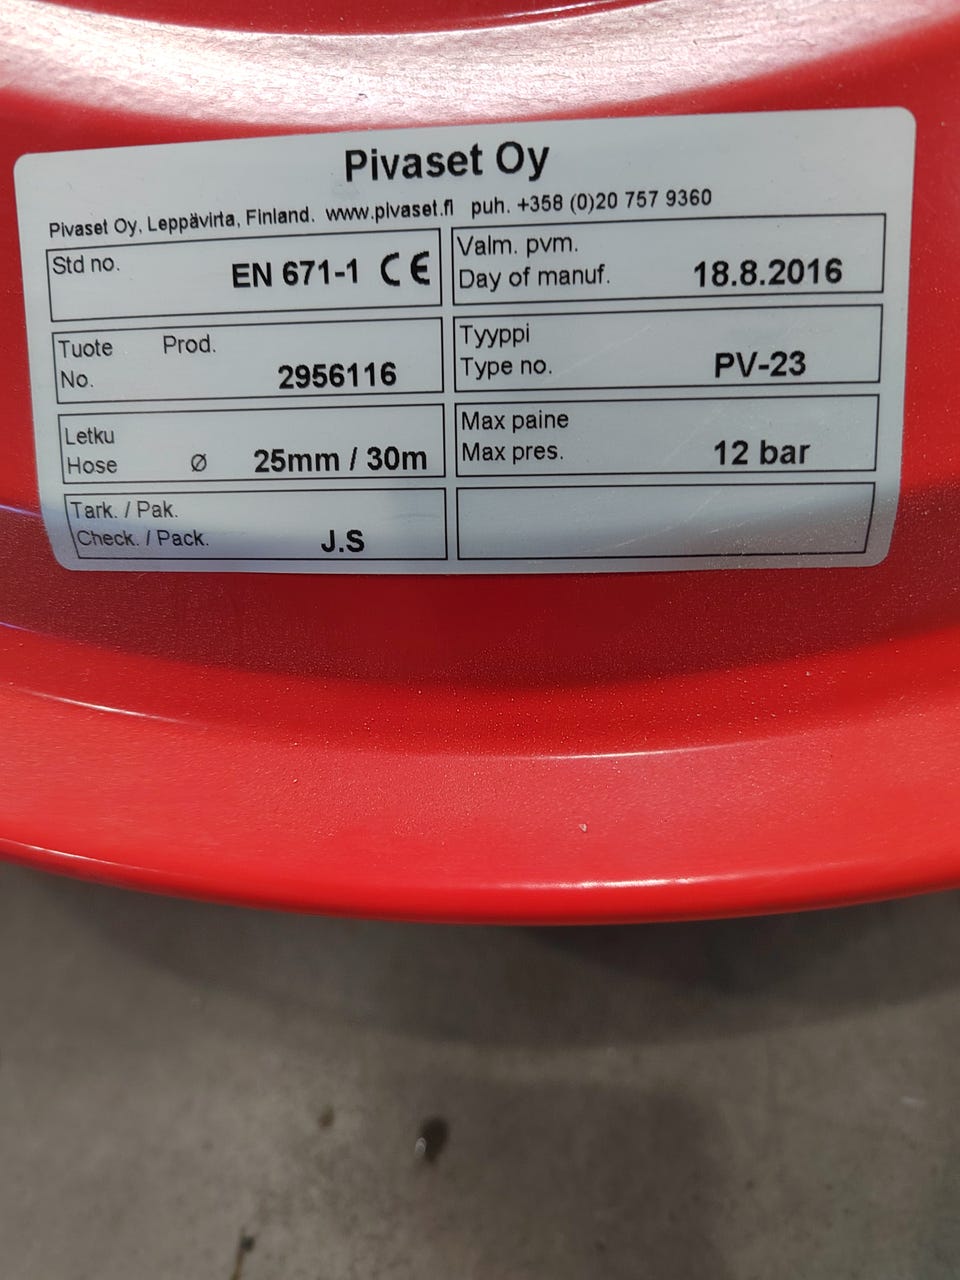 Pivaset Oy
Pivaset Oy, Leppävirta, Finland. www.pivaset.fi puh. +358 (0)20 757 9360
Std no.
EN 671-1 CE
Valm. pvm.
Day of manuf. 18.8.2016
Tuote Prod.
No. 2956116
Tyyppi
Type no. PV-23
Letku
Hose Ø 25mm / 30m
Max paine
Max pres. 12 bar
Tark. / Pak.
Check. / Pack. J.S